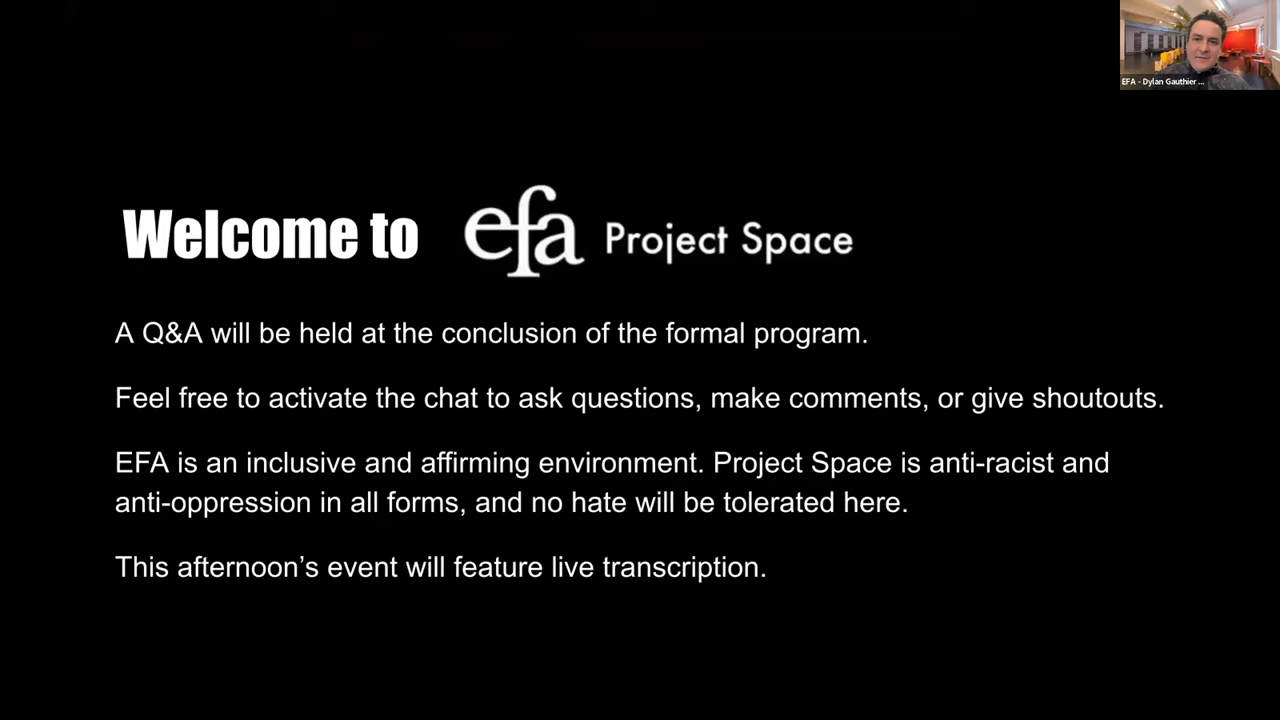 EFA - Dylan Gauthier ...
Welcome to efa Project Space
A Q&A will be held at the conclusion of the formal program.
Feel free to activate the chat to ask questions, make comments, or give shoutouts.
EFA is an inclusive and affirming environment. Project Space is anti-racist and
anti-oppression in all forms, and no hate will be tolerated here.
This afternoon’s event will feature live transcription.